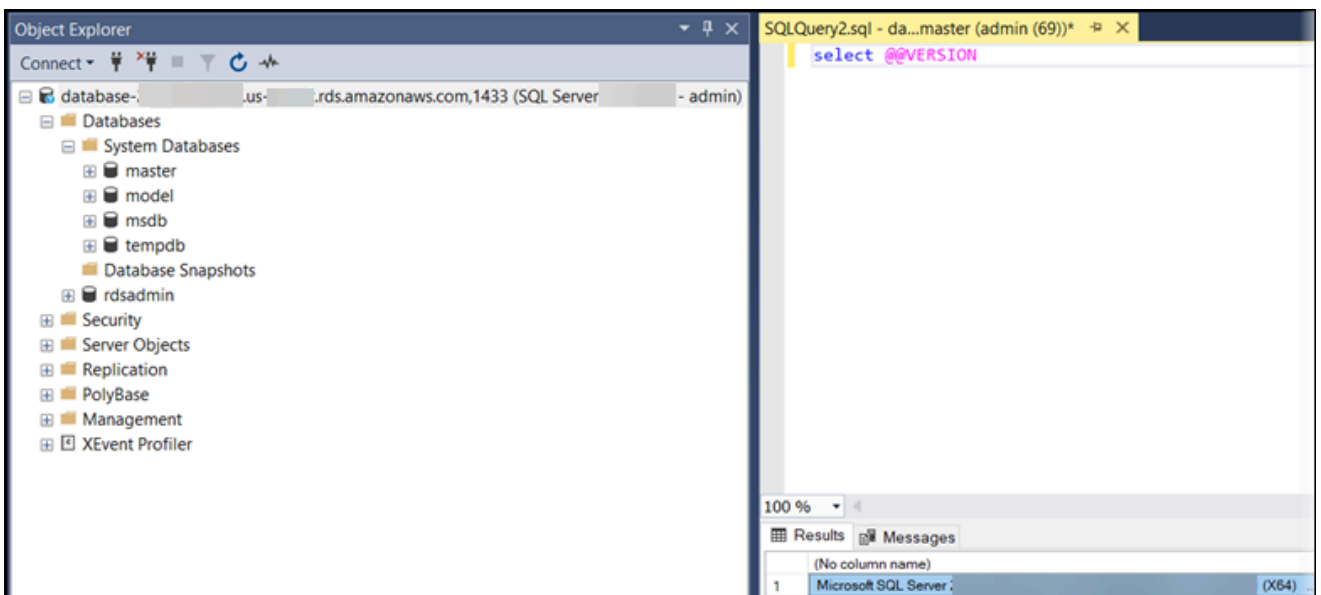 Object Explorer
Connect
database-
.us-
.rds.amazonaws.com,1433 (SQL Server
- admin)
Databases
System Databases
master
model
msdb
tempdb
Database Snapshots
rdsadmin
Security
Server Objects
Replication
PolyBase
Management
XEvent Profiler
SQLQuery2.sql - da...master (admin (69))*
select @@VERSION
100 %
Results
Messages
(No column name)
1
Microsoft SQL Server
(X64)